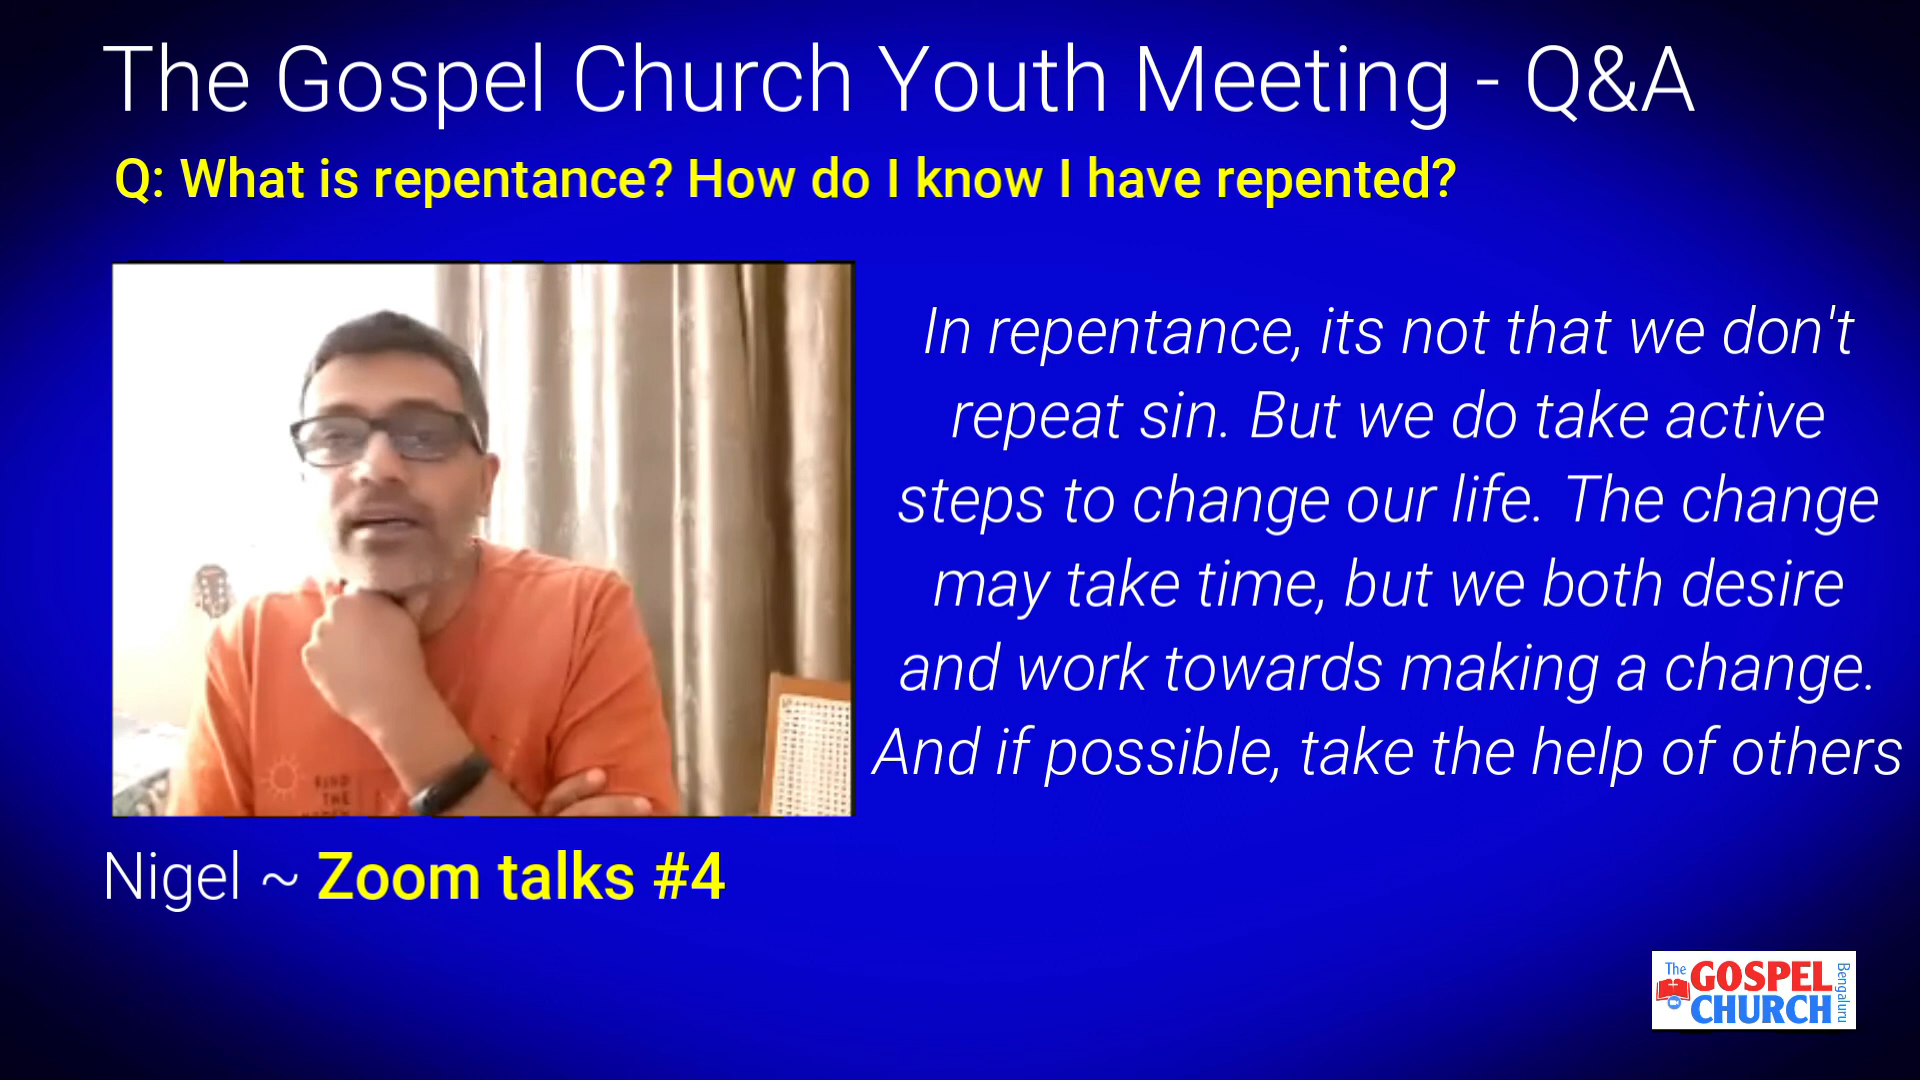 The Gospel Church Youth Meeting - Q&A
Q: What is repentance? How do I know I have repented?
In repentance, its not that we don't
repeat sin. But we do take active
steps to change our life. The change
may take time, but we both desire
and work towards making a change.
And if possible, take the help of others
FIND
THE
Nigel ~ Zoom talks #4
The
GOSPEL
CHURCH
Bengaluru